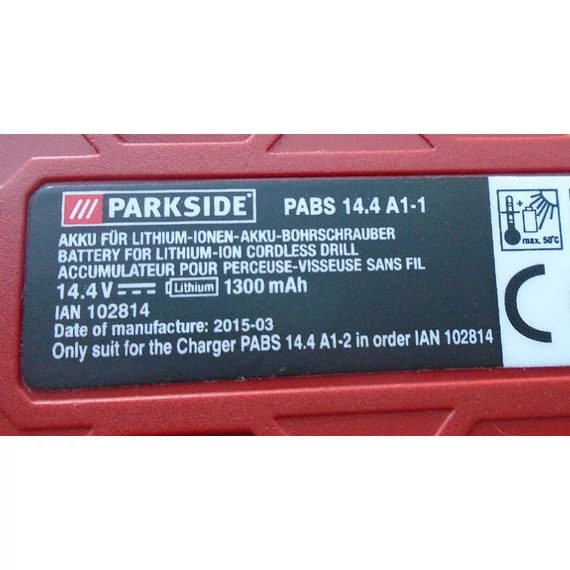 /// PARKSIDE® PABS 14.4 A1-1
AKKU FÜR LITHIUM-IONEN-AKKU-BOHRSCHRAUBER
BATTERY FOR LITHIUM-ION CORDLESS DRILL
ACCUMULATEUR POUR PERCEUSE-VISSEUSE SANS FIL
14.4 V Lithium 1300 mAh
IAN 102814
Date of manufacture: 2015-03
Only suit for the Charger PABS 14.4 A1-2 in order IAN 102814
+
max. 50°C
C